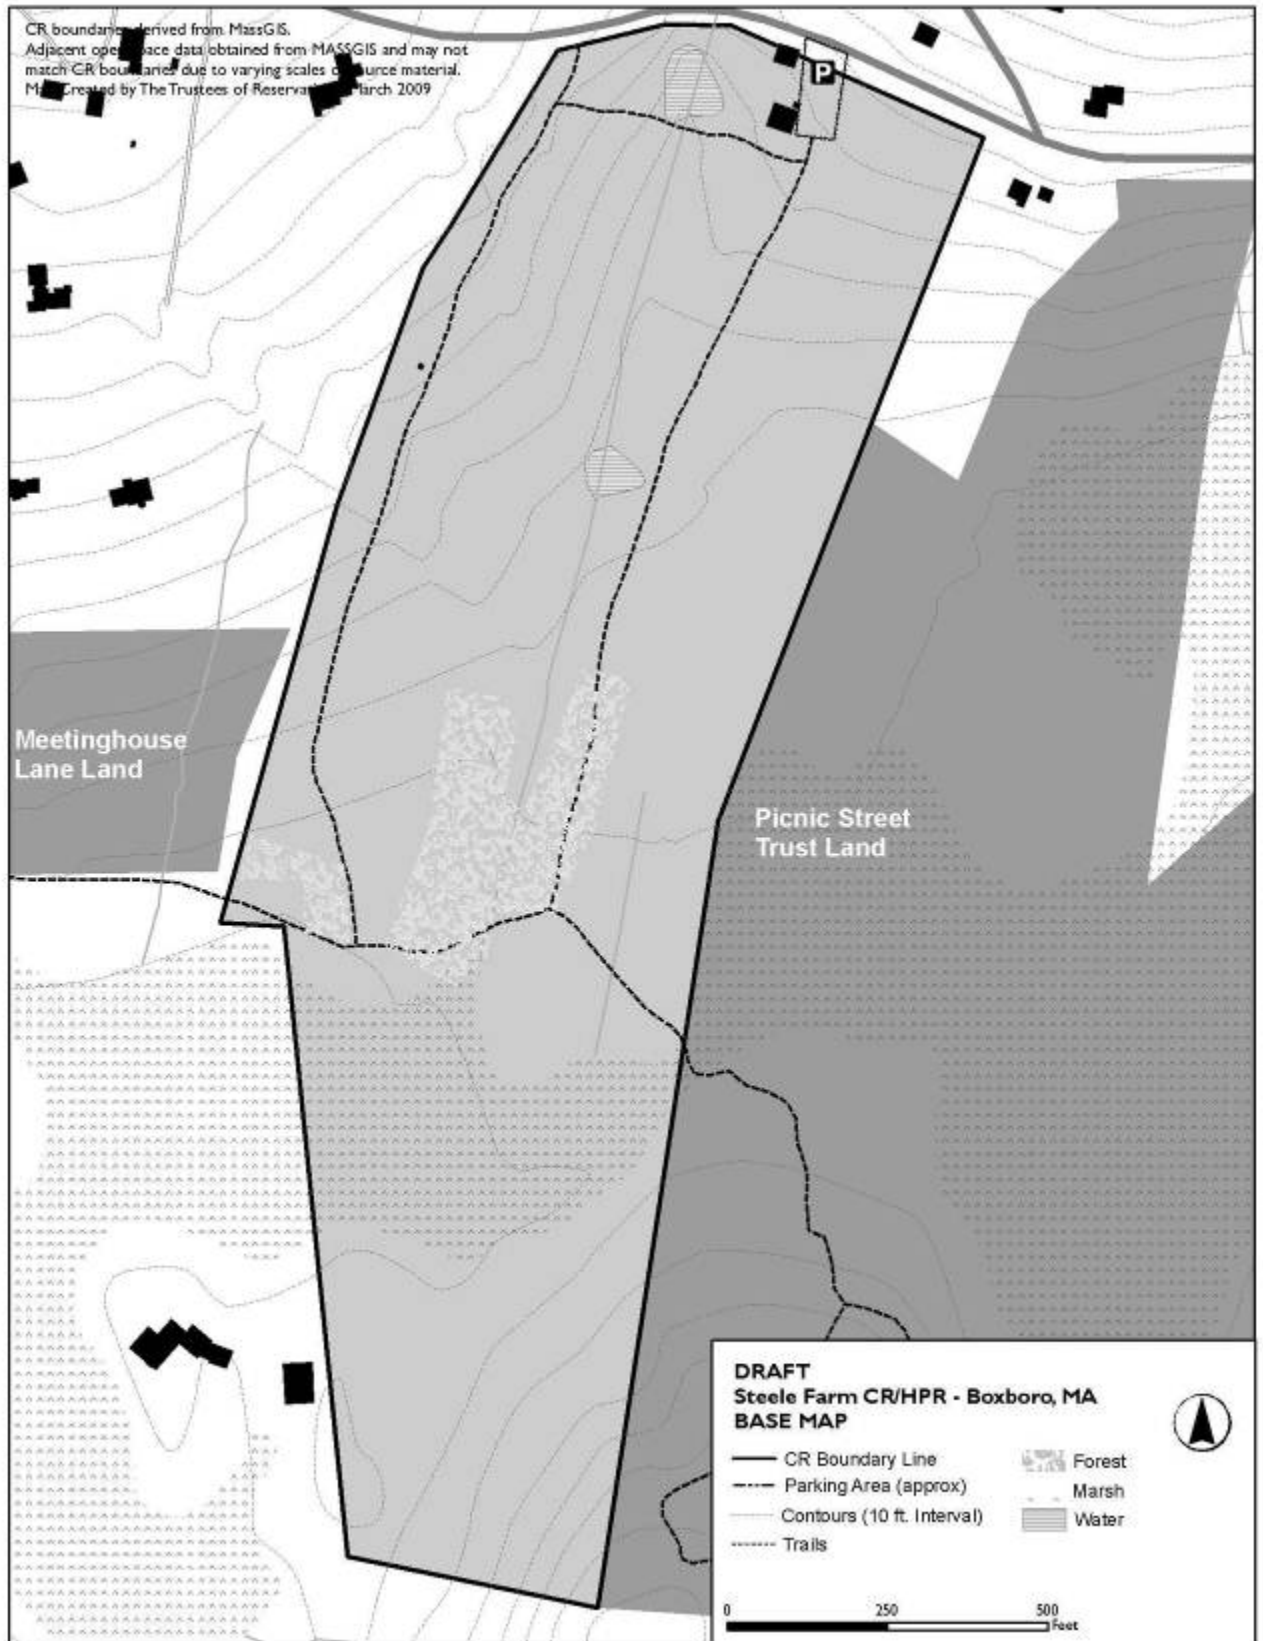 CR boundaries derived from MassGIS.
Adjacent open space data obtained from MASSGIS and may not
match CR boundaries due to varying scales of source material.
Map Created by The Trustees of Reservations March 2009
P
Meetinghouse
Lane Land
Picnic Street
Trust Land
DRAFT
Steele Farm CR/HPR - Boxboro, MA
BASE MAP
CR Boundary Line
Parking Area (approx)
Contours (10 ft. Interval)
Trails
Forest
Marsh
Water
0 250 500
Feet